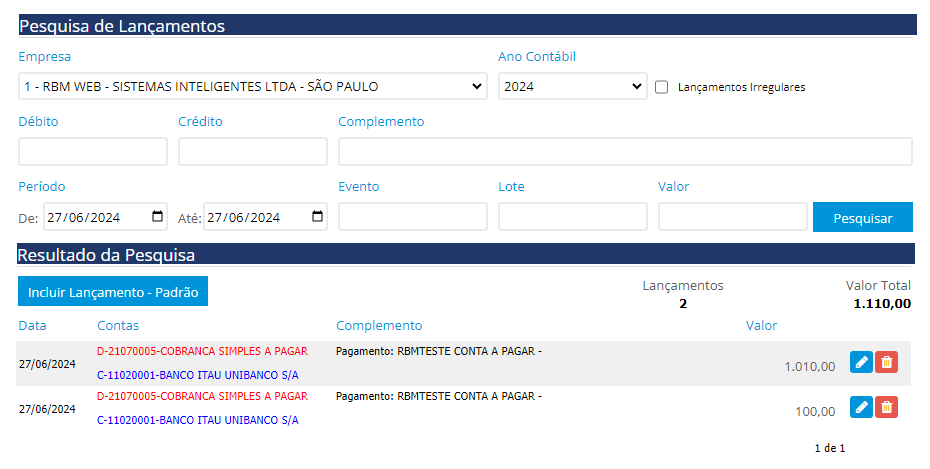 Pesquisa de Lançamentos
Empresa Ano Contábil
1 - RBM WEB - SISTEMAS INTELIGENTES LTDA - SÃO PAULO 2024 Lançamentos Irregulares
Débito Crédito Complemento
Período Evento Lote Valor
De: 27/06/2024 Até: 27/06/2024 Pesquisar
Resultado da Pesquisa
Incluir Lançamento - Padrão Lançamentos Valor Total
2 1.110,00
Data Contas Complemento Valor
D-21070005-COBRANCA SIMPLES A PAGAR Pagamento: RBMTESTE CONTA A PAGAR -
27/06/2024 1.010,00
C-11020001-BANCO ITAU UNIBANCO S/A
D-21070005-COBRANCA SIMPLES A PAGAR Pagamento: RBMTESTE CONTA A PAGAR -
27/06/2024 100,00
C-11020001-BANCO ITAU UNIBANCO S/A
1 de 1